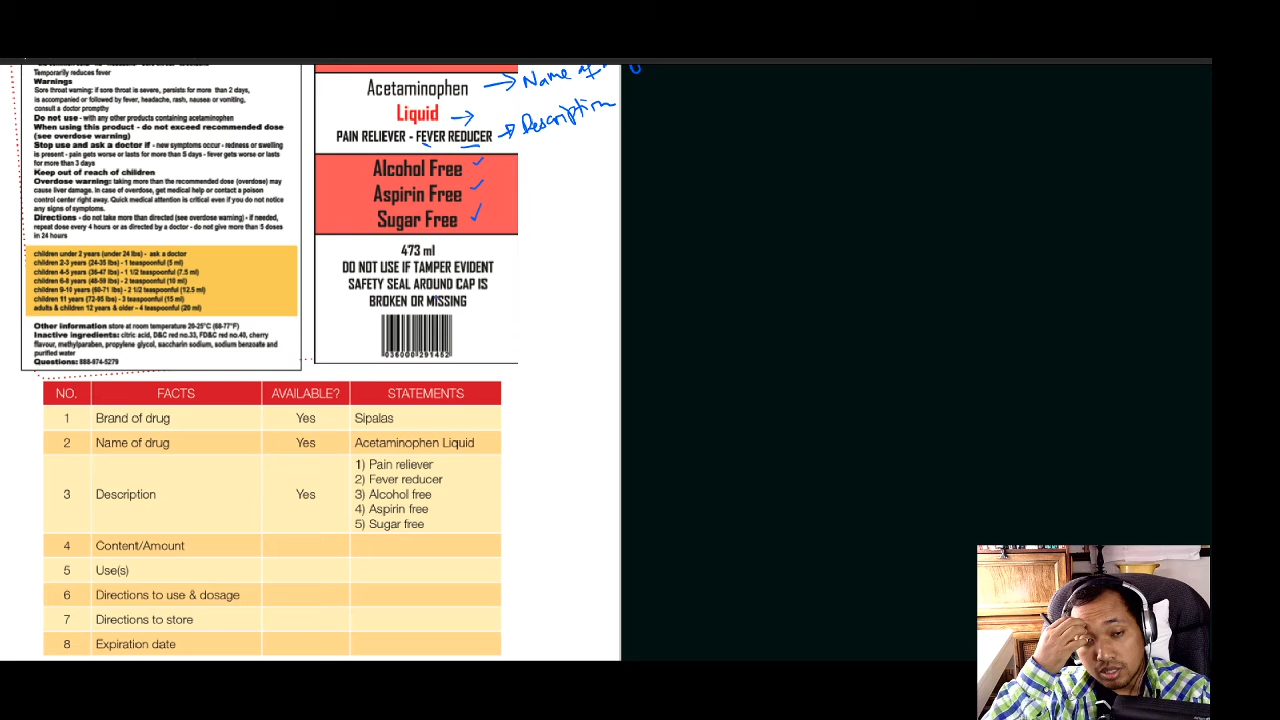 Temporarily reduces fever
Warnings
Sore throat warning: if sore throat is severe, persists for more than 2 days,
is accompanied or followed by fever, headache, rash, nausea or vomiting,
consult a doctor prompthy
Do not use - with any other products containing acetaminophen
When using this product - do not exceed recommended dose
(see overdose warning)
Stop use and ask a doctor if - new symptoms occur - redness or swelling
is present - pain gets worse or lasts for more than 5 days - fever gets worse or lasts
for more than 3 days
Keep out of reach of children
Overdose warning: taking more than the recommended dose (overdose) may
cause liver damage. In case of overdose, get medical help or contact a poison
control center right away. Quick medical attention is critical even if you do not notice
any signs of symptoms.
Directions - do not take more than directed (see overdose warning) - if needed,
repeat dose every 4 hours or as directed by a doctor - do not give more than 5 doses
in 24 hours
children under 2 years (under 24 lbs) - ask a doctor
children 2-3 years (24-35 lbs) - 1 teaspoonful (5 ml)
children 4-5 years (36-47 lbs) - 1 1/2 teaspoonful (7.5 ml)
children 6-8 years (48-59 lbs) - 2 teaspoonful (10 ml)
children 9-10 years (60-71 lbs) - 2 1/2 teaspoonful (12.5 ml)
children 11 years (72-95 lbs) - 3 teaspoonful (15 ml)
adults & children 12 years & older – 4 teaspoonful (20 ml)
Other information store at room temperature 20-25°C (68-77°F)
Inactive ingredients: citric acid, D&C red no.33, FD&C red no.40, cherry
flavour, methylparaben, propylene glycol, saccharin sodium, sodium benzoate and
purified water
Questions: 888-974-5279
Acetaminophen
Name of
Liquid
PAIN RELIEVER - FEVER REDUCER
Description
Alcohol Free
Aspirin Free
Sugar Free
473 ml
DO NOT USE IF TAMPER EVIDENT
SAFETY SEAL AROUND CAP IS
BROKEN OR MISSING
036000 291452
NO. FACTS AVAILABLE? STATEMENTS
1 Brand of drug Yes Sipalas
2 Name of drug Yes Acetaminophen Liquid
3 Description Yes 1) Pain reliever
2) Fever reducer
3) Alcohol free
4) Aspirin free
5) Sugar free
4 Content/Amount
5 Use(s)
6 Directions to use & dosage
7 Directions to store
8 Expiration date